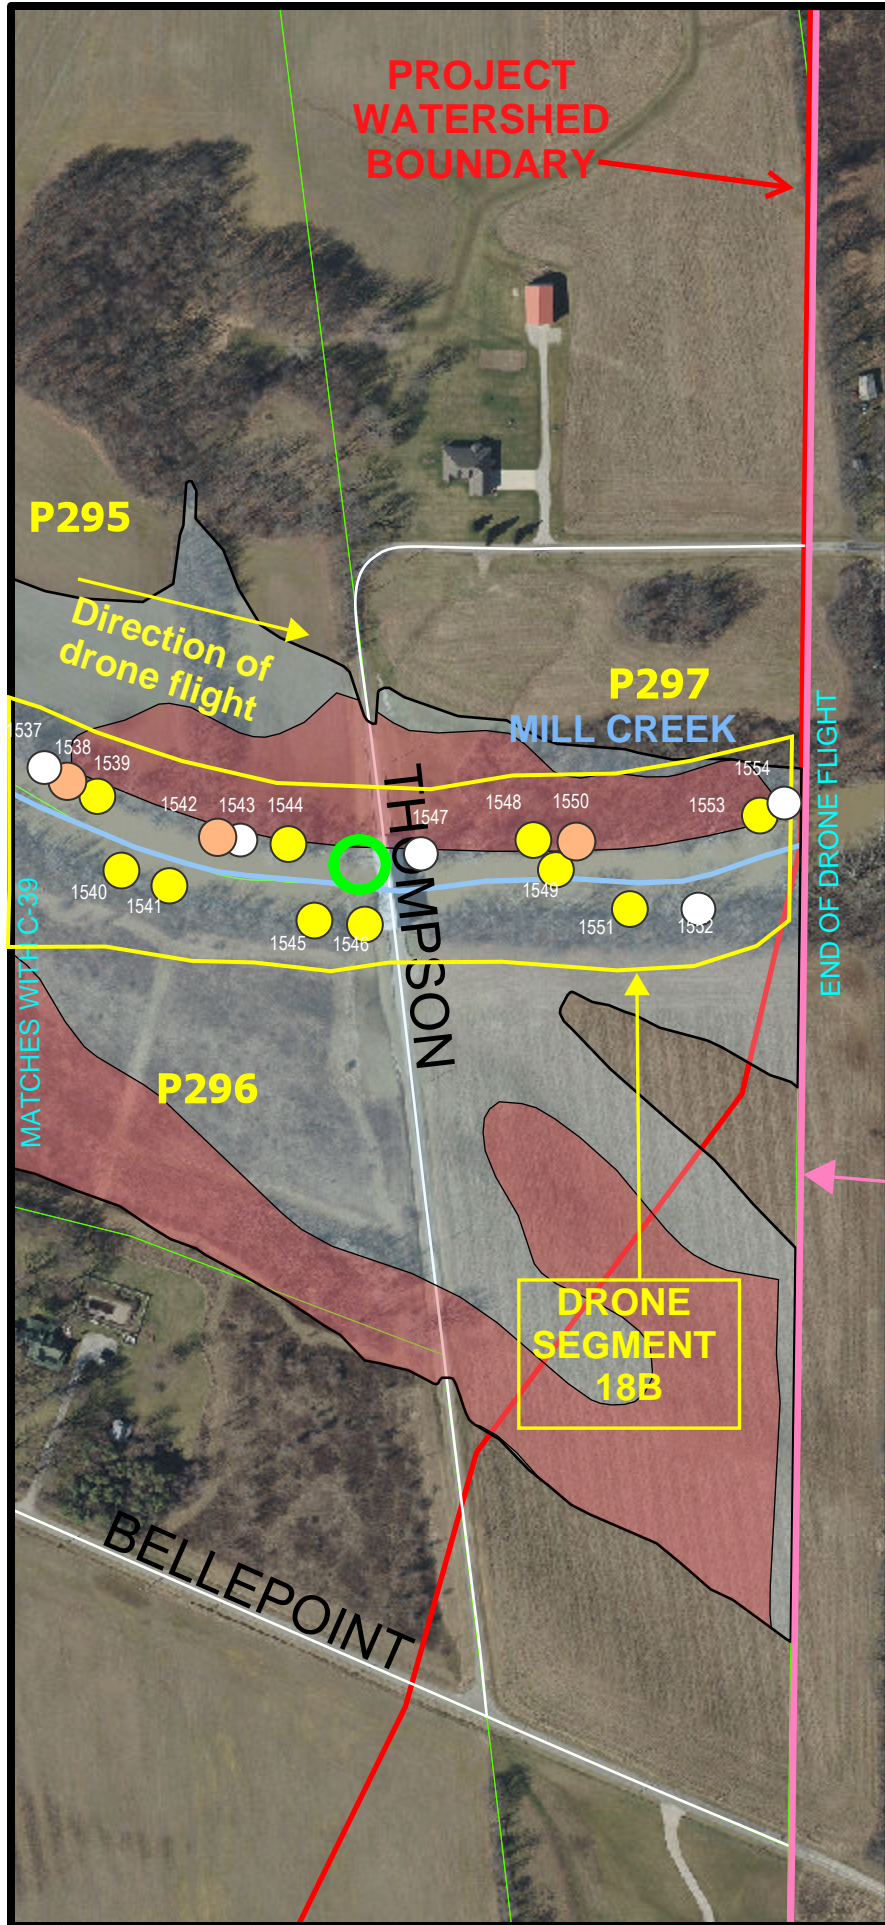 PROJECT
WATERSHED
BOUNDARY
P295
Direction of
drone flight
P297
MILL CREEK
1537
1538
1539
1542
1543
1544
1547
1548
1550
1553
1554
1540
1541
1545
1546
1549
1551
1552
THOMPSON
MATCHES WITH C-39
END OF DRONE FLIGHT
P296
DRONE
SEGMENT
18B
BELLEPOINT